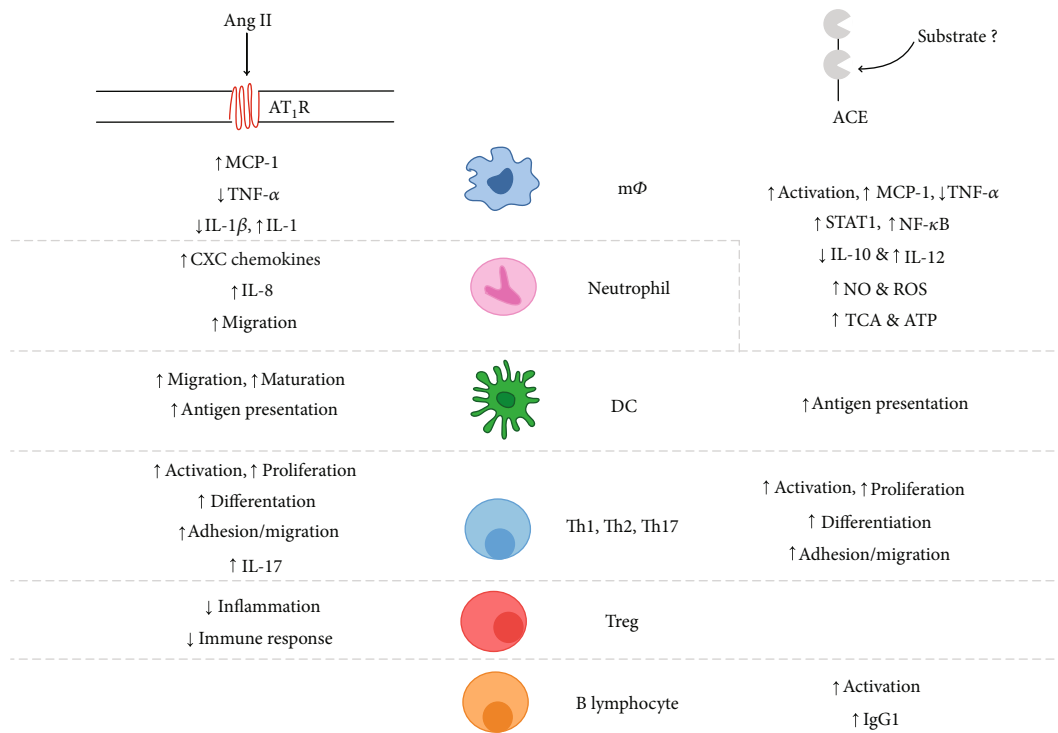 Ang II
AT₁R
Substrate ?
ACE
↑ MCP-1
↓ TNF-α
↓ IL-1β, ↑ IL-1
mΦ
↑ Activation, ↑ MCP-1, ↓ TNF-α
↑ STAT1, ↑ NF-κB
↓ IL-10 & ↑ IL-12
↑ NO & ROS
↑ TCA & ATP
↑ CXC chemokines
↑ IL-8
↑ Migration
Neutrophil
↑ Migration, ↑ Maturation
↑ Antigen presentation
DC
↑ Antigen presentation
↑ Activation, ↑ Proliferation
↑ Differentation
↑ Adhesion/migration
↑ IL-17
Th1, Th2, Th17
↑ Activation, ↑ Proliferation
↑ Differentiation
↑ Adhesion/migration
↓ Inflammation
↓ Immune response
Treg
B lymphocyte
↑ Activation
↑ IgG1